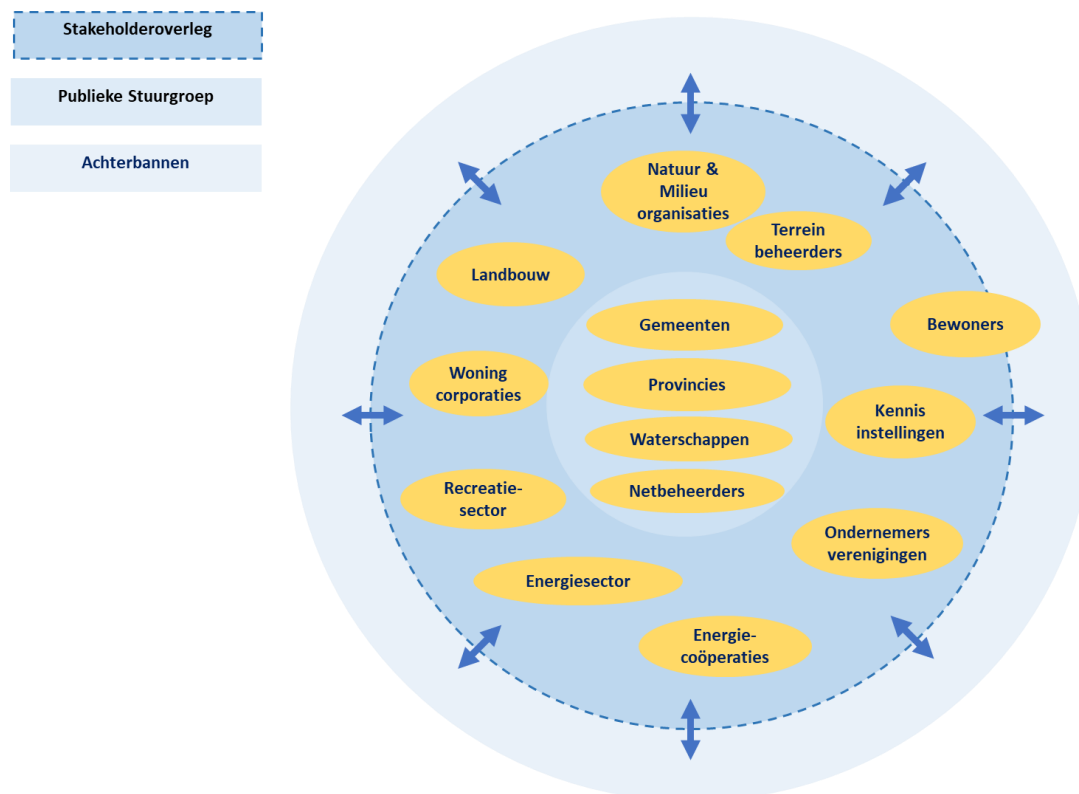 Stakeholderoverleg
Publieke Stuurgroep
Achterbannen
Natuur &
Milieu
organisaties
Terrein
beheerders
Landbouw
Bewoners
Gemeenten
Woning
corporaties
Provincies
Kennis
instellingen
Waterschappen
Recreatie-
sector
Netbeheerders
Ondernemers
verenigingen
Energiesector
Energie-
coöperaties